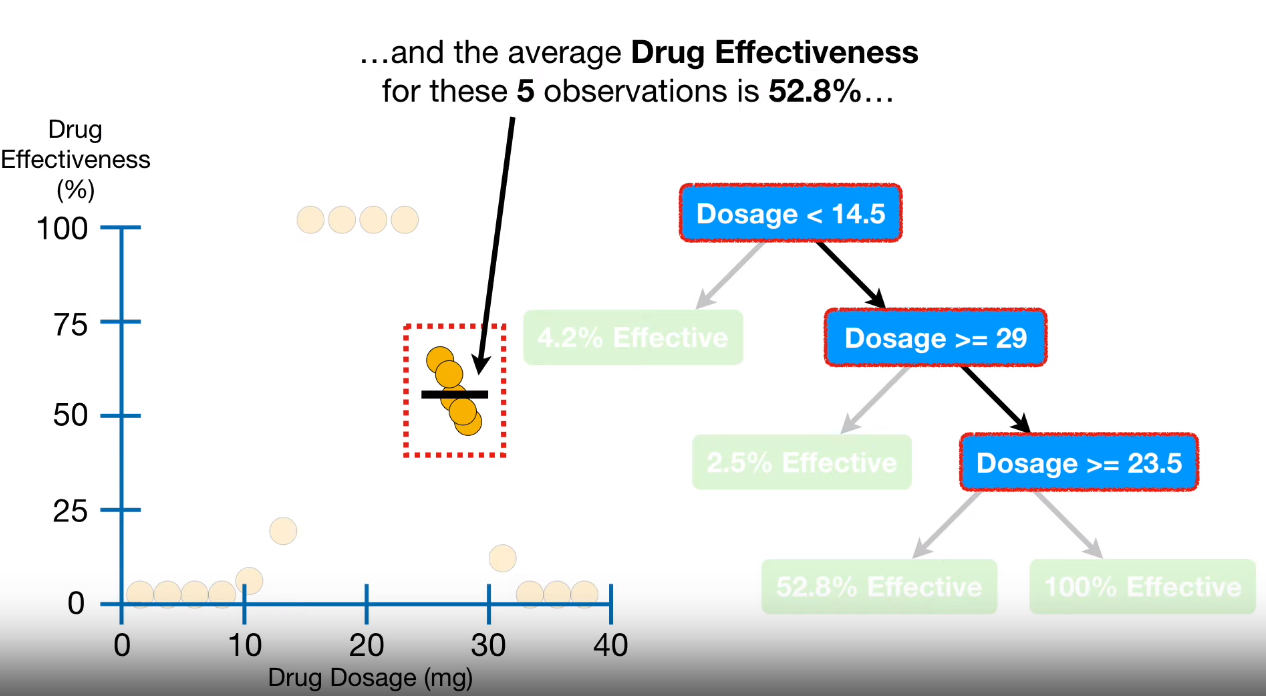 …and the average Drug Effectiveness
for these 5 observations is 52.8%…
Drug
Effectiveness
(%)
100
75
50
25
0
0
10
20
30
40
Drug Dosage (mg)
Dosage < 14.5
4.2% Effective
Dosage >= 29
2.5% Effective
Dosage >= 23.5
52.8% Effective
100% Effective